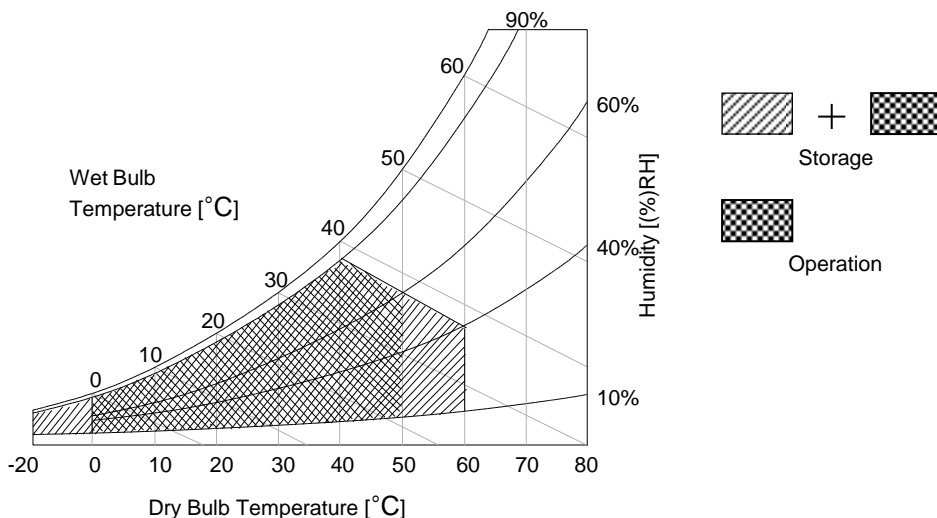 90%
60
60%
50
Wet Bulb
Temperature [°C]
40
30
20
10
0
40%
10%
Humidity [(%)RH]
-20 0 10 20 30 40 50 60 70 80
Dry Bulb Temperature [°C]
+
Storage
Operation